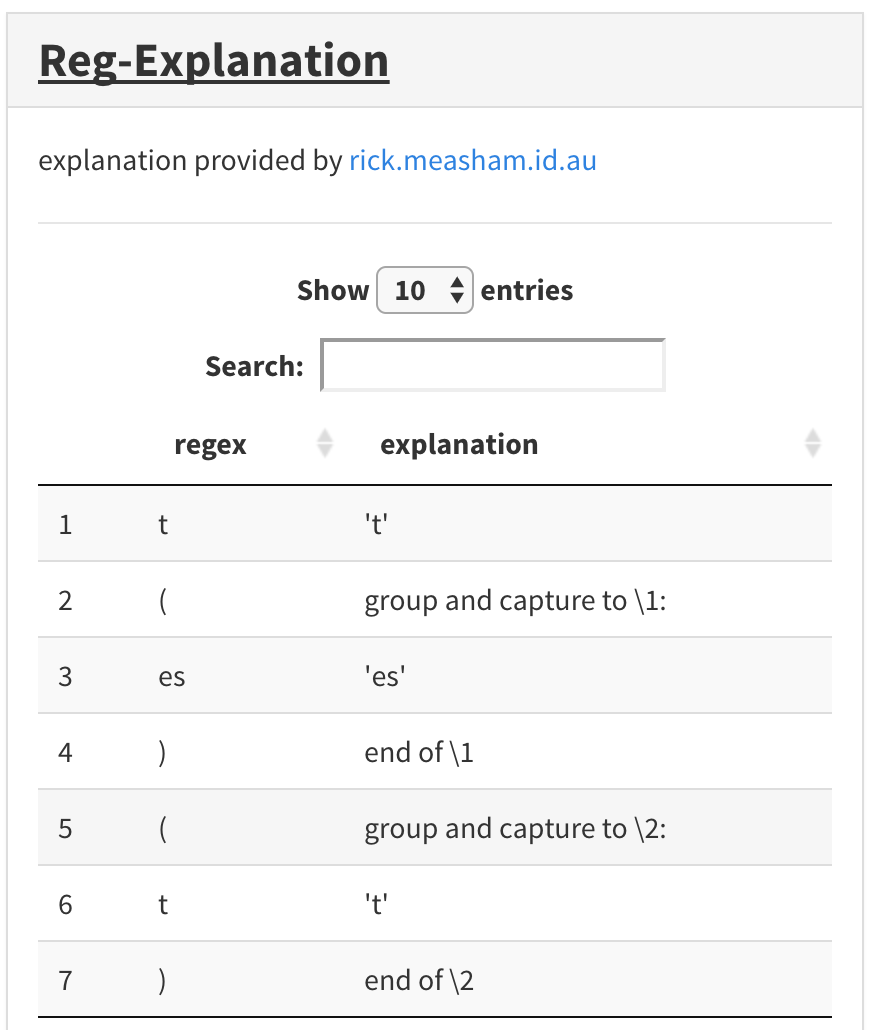 Reg-Explanation
explanation provided by rick.measham.id.au
Show 10 entries
Search:
regex explanation
1 t 't'
2 ( group and capture to \1:
3 es 'es'
4 ) end of \1
5 ( group and capture to \2:
6 t 't'
7 ) end of \2